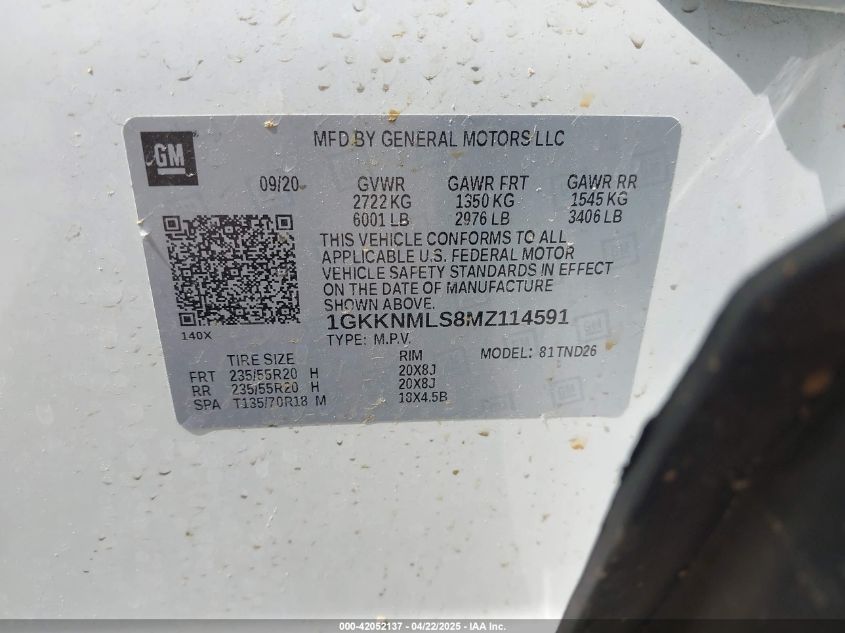 GM
MFD BY GENERAL MOTORS LLC
09/20 GVWR GAWR FRT GAWR RR
2722 KG 1350 KG 1545 KG
6001 LB 2976 LB 3406 LB
THIS VEHICLE CONFORMS TO ALL
APPLICABLE U.S. FEDERAL MOTOR
VEHICLE SAFETY STANDARDS IN EFFECT
ON THE DATE OF MANUFACTURE
SHOWN ABOVE.
1GKKNMLS8MZ114591
140X
TYPE: M.P.V. MODEL: 81TND26
TIRE SIZE RIM
FRT 235/55R20 H 20X8J
RR 235/55R20 H 20X8J
SPA T135/70R18 M 18X4.5B
000-42052137 - 04/22/2025 - IAA Inc.